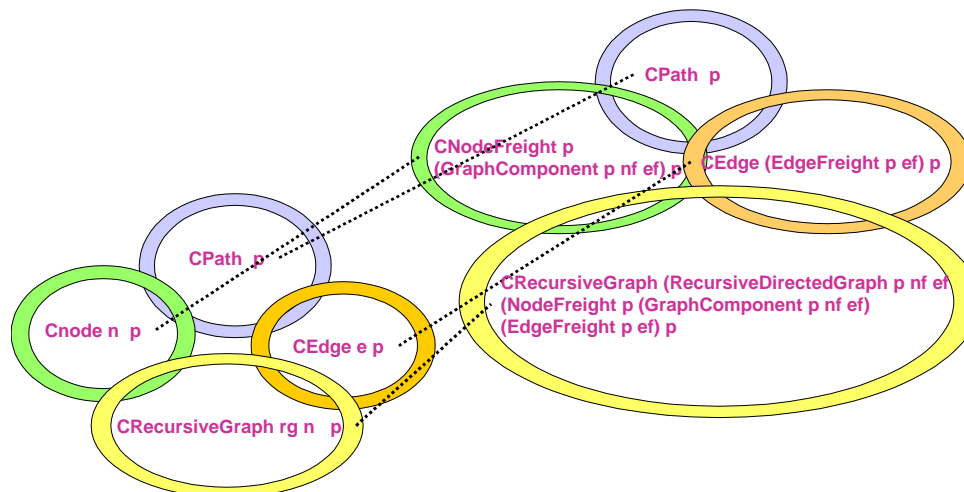 CPath p
CNodeFreight p
(GraphComponent p nf ef) p
CEdge (EdgeFreight p ef) p
CPath p
CRecursiveGraph (RecursiveDirectedGraph p nf ef
(NodeFreight p (GraphComponent p nf ef)
(EdgeFreight p ef) p
Cnode n p
CEdge e p
CRecursiveGraph rg n p